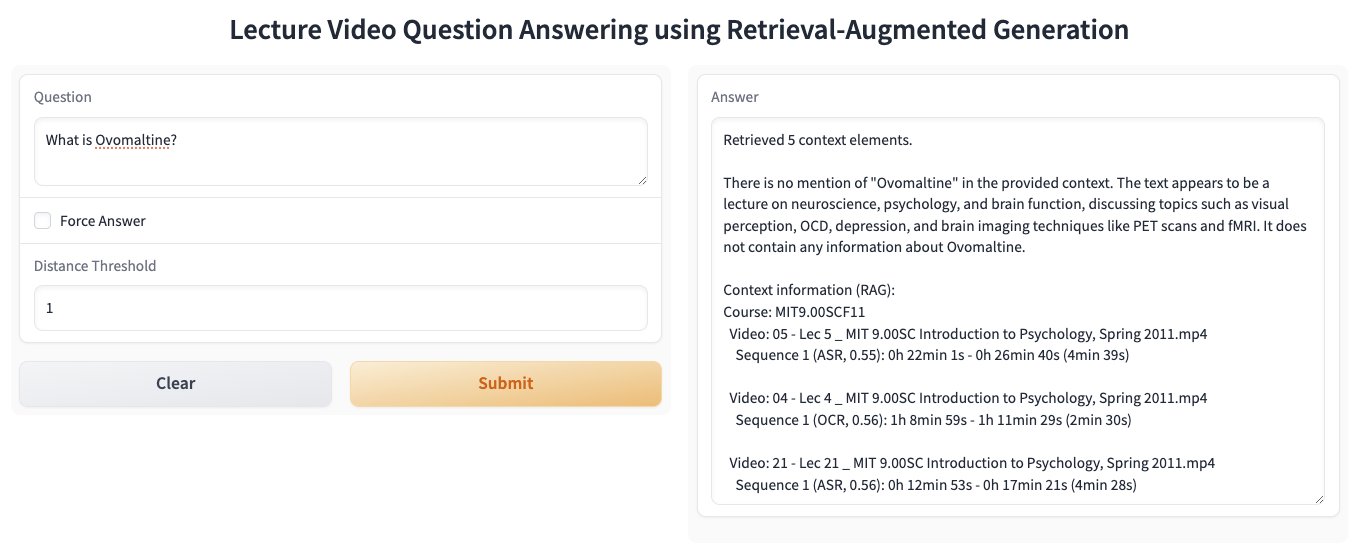 Lecture Video Question Answering using Retrieval-Augmented Generation
Question
What is Ovomaltine?
Force Answer
Distance Threshold
1
Clear
Submit
Answer
Retrieved 5 context elements.
There is no mention of "Ovomaltine" in the provided context. The text appears to be a
lecture on neuroscience, psychology, and brain function, discussing topics such as visual
perception, OCD, depression, and brain imaging techniques like PET scans and fMRI. It does
not contain any information about Ovomaltine.
Context information (RAG):
Course: MIT9.00SCF11
Video: 05 - Lec 5 _ MIT 9.00SC Introduction to Psychology, Spring 2011.mp4
Sequence 1 (ASR, 0.55): 0h 22min 1s - 0h 26min 40s (4min 39s)
Video: 04 - Lec 4 _ MIT 9.00SC Introduction to Psychology, Spring 2011.mp4
Sequence 1 (OCR, 0.56): 1h 8min 59s - 1h 11min 29s (2min 30s)
Video: 21 - Lec 21 _ MIT 9.00SC Introduction to Psychology, Spring 2011.mp4
Sequence 1 (ASR, 0.56): 0h 12min 53s - 0h 17min 21s (4min 28s)